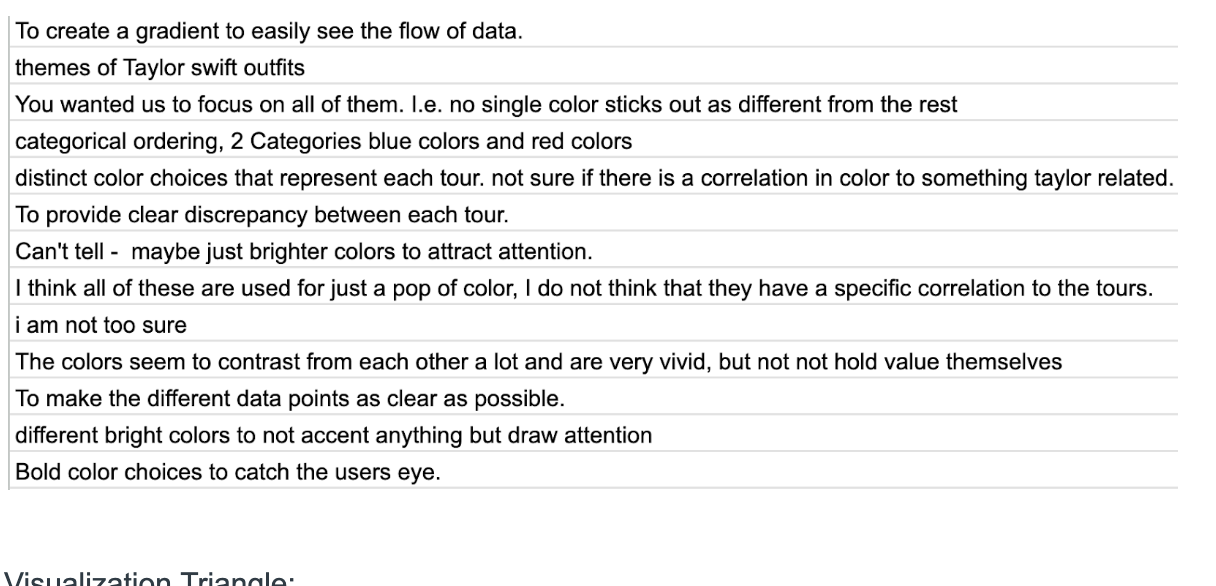 To create a gradient to easily see the flow of data.
themes of Taylor swift outfits
You wanted us to focus on all of them. I.e. no single color sticks out as different from the rest
categorical ordering, 2 Categories blue colors and red colors
distinct color choices that represent each tour. not sure if there is a correlation in color to something taylor related.
To provide clear discrepancy between each tour.
Can't tell -  maybe just brighter colors to attract attention.
I think all of these are used for just a pop of color, I do not think that they have a specific correlation to the tours.
i am not too sure
The colors seem to contrast from each other a lot and are very vivid, but not not hold value themselves
To make the different data points as clear as possible.
different bright colors to not accent anything but draw attention
Bold color choices to catch the users eye.
Visualization Triangle: